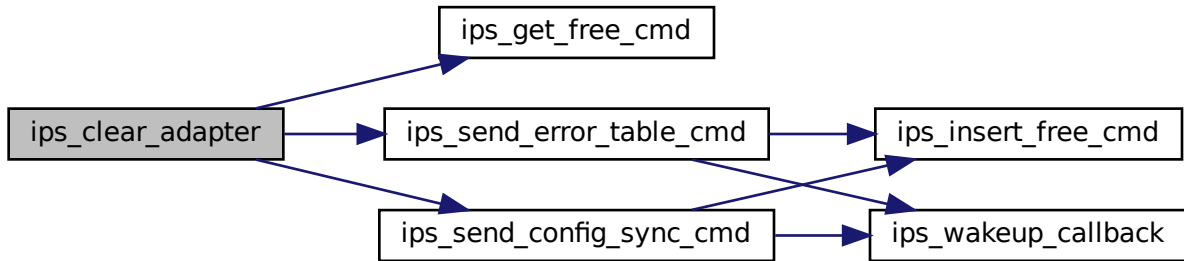 ips_get_free_cmd
ips_clear_adapter
ips_send_error_table_cmd
ips_insert_free_cmd
ips_send_config_sync_cmd
ips_wakeup_callback